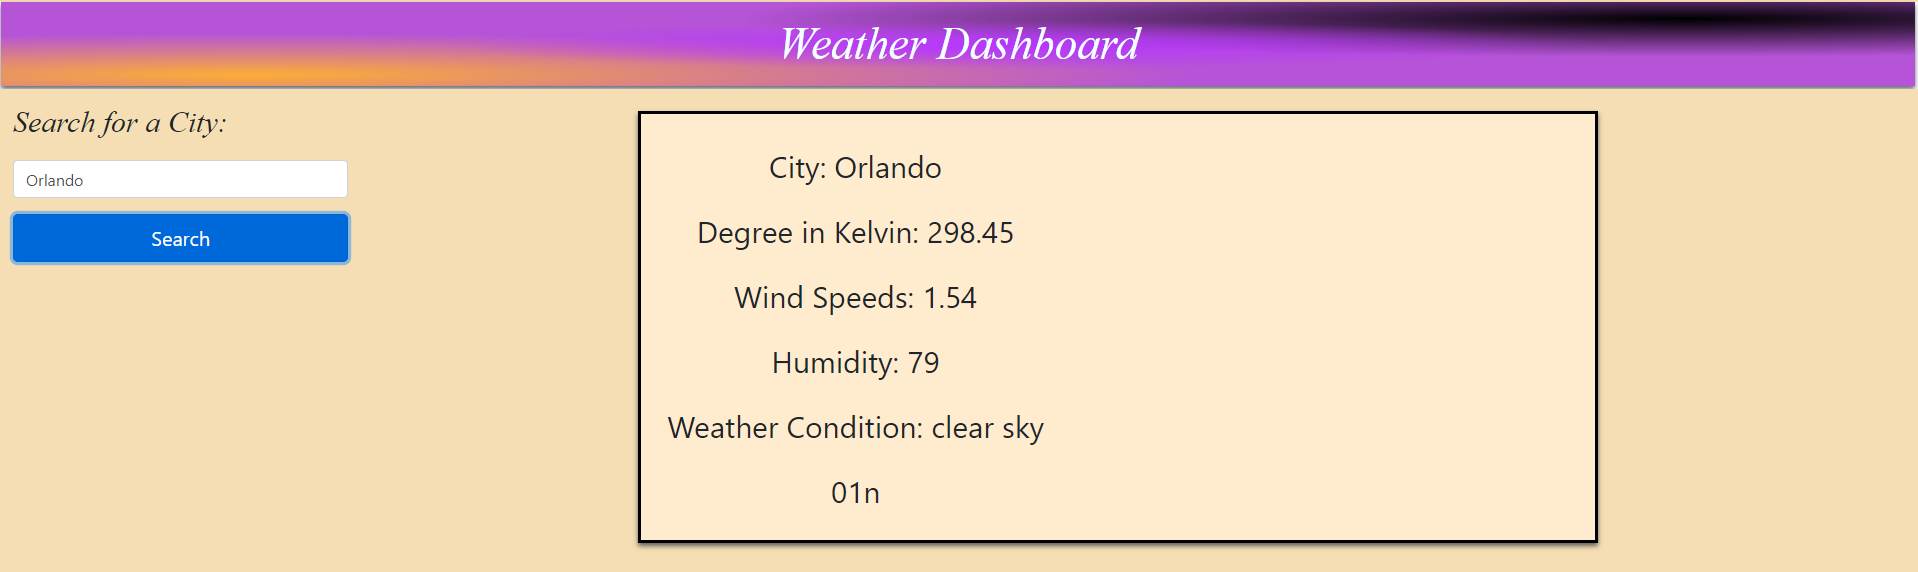 Weather Dashboard
Search for a City:
Orlando
Search
City: Orlando
Degree in Kelvin: 298.45
Wind Speeds: 1.54
Humidity: 79
Weather Condition: clear sky
01n